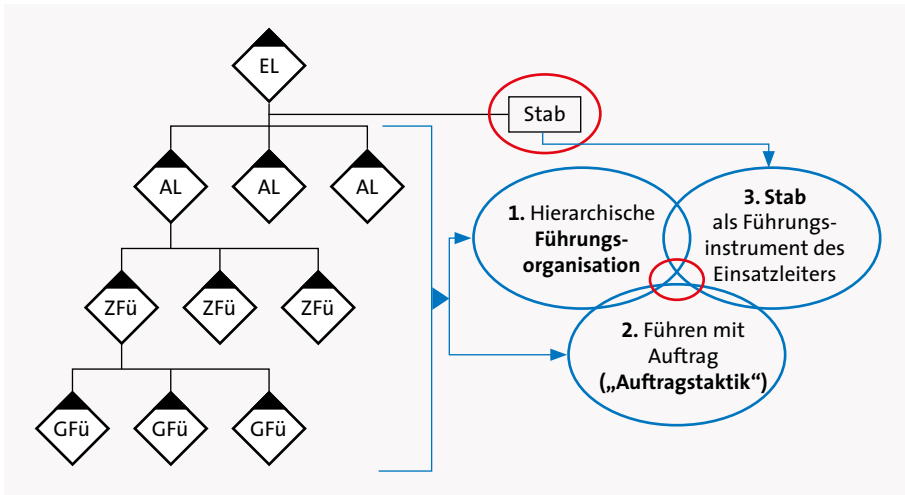 EL
Stab
AL
AL
AL
1. Hierarchische
Führungs-
organisation
3. Stab
als Führungs-
instrument des
Einsatzleiters
ZFü
ZFü
ZFü
2. Führen mit
Auftrag
(„Auftragstaktik“)
GFü
GFü
GFü